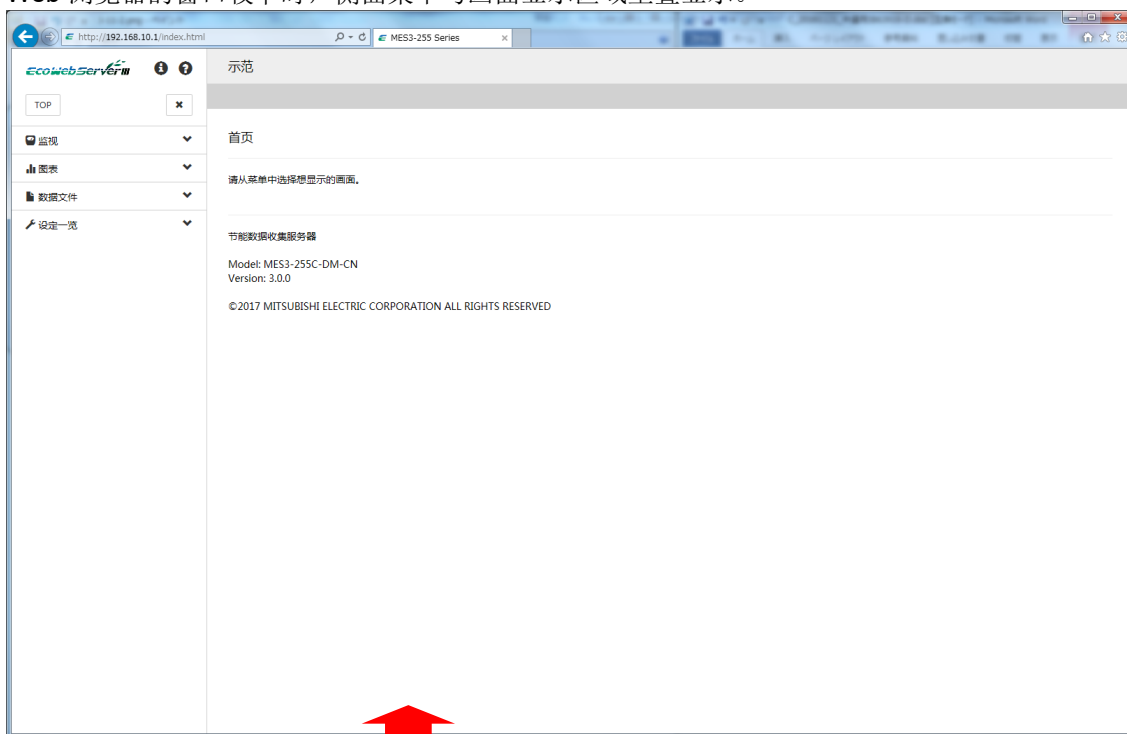 http://192.168.10.1/index.html
MES3-255 Series
EcoWebServerIII
示范
TOP
首页
监视
图表
请从菜单中选择想显示的画面。
数据文件
设定一览
节能数据收集服务器
Model: MES3-255C-DM-CN
Version: 3.0.0
©2017 MITSUBISHI ELECTRIC CORPORATION ALL RIGHTS RESERVED